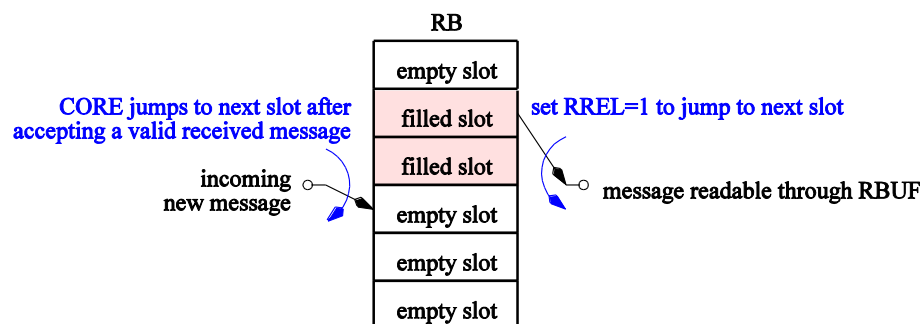 RB
empty slot
CORE jumps to next slot after
accepting a valid received message
filled slot
set RREL=1 to jump to next slot
filled slot
incoming
new message
message readable through RBUF
empty slot
empty slot
empty slot